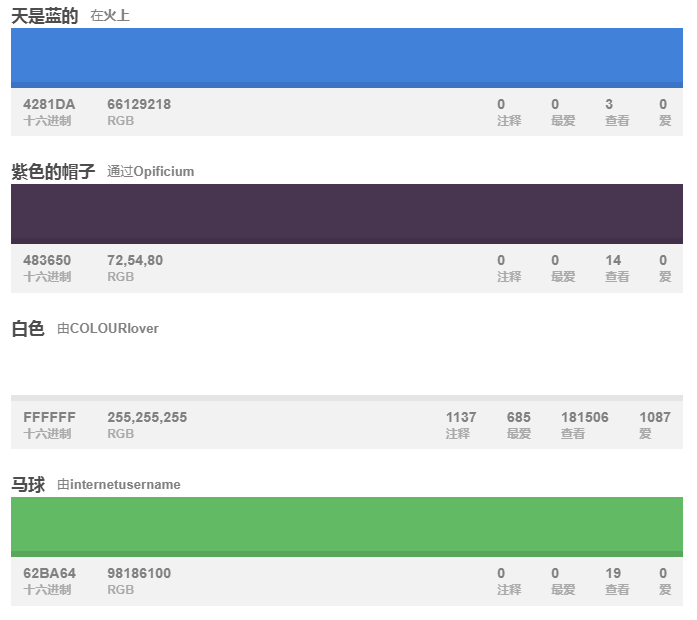 天是蓝的 在火上
4281DA 66129218 0 0 3 0
十六进制 RGB 注释 最爱 查看 爱
紫色的帽子 通过Opificium
483650 72,54,80 0 0 14 0
十六进制 RGB 注释 最爱 查看 爱
白色 由COLOURlover
FFFFFF 255,255,255 1137 685 181506 1087
十六进制 RGB 注释 最爱 查看 爱
马球 由internetusername
62BA64 98186100 0 0 19 0
十六进制 RGB 注释 最爱 查看 爱